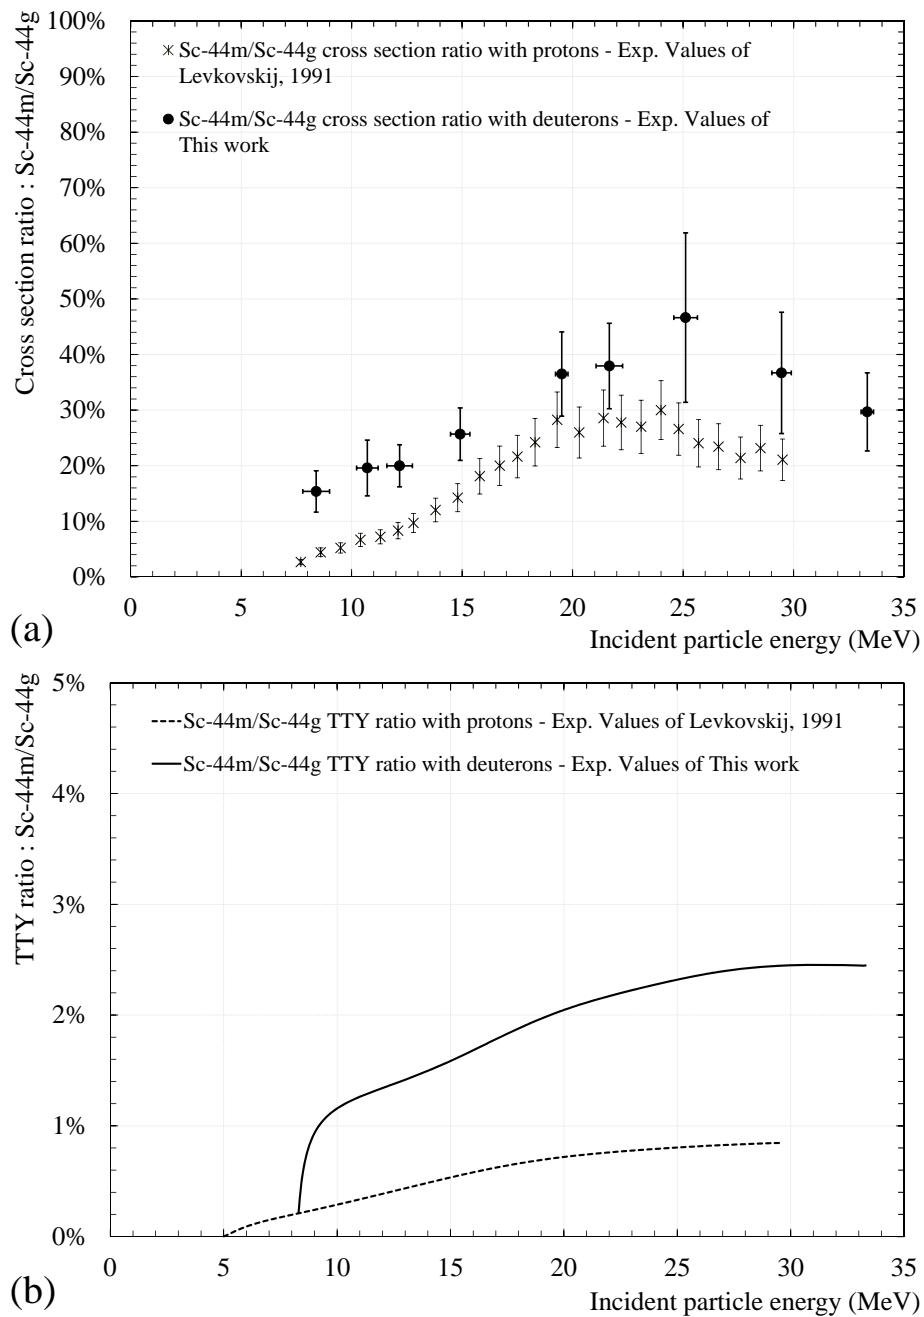 100%
90%
80%
70%
60%
50%
40%
30%
20%
10%
0%
Cross section ratio : Sc-44m/Sc-44g
Sc-44m/Sc-44g cross section ratio with protons - Exp. Values of
Levkovskij, 1991
Sc-44m/Sc-44g cross section ratio with deuterons - Exp. Values of
This work
0 5 10 15 20 25 30 35
Incident particle energy (MeV)
(a)
5%
4%
3%
2%
1%
0%
TTY ratio : Sc-44m/Sc-44g
Sc-44m/Sc-44g TTY ratio with protons - Exp. Values of Levkovskij, 1991
Sc-44m/Sc-44g TTY ratio with deuterons - Exp. Values of This work
0 5 10 15 20 25 30 35
Incident particle energy (MeV)
(b)